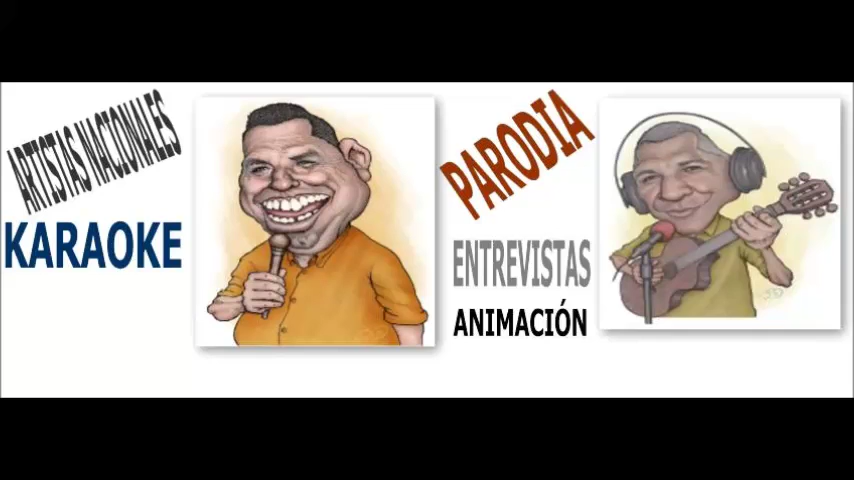 ARTISTAS NACIONALES
KARAOKE
PARODIA
ENTREVISTAS
ANIMACIÓN